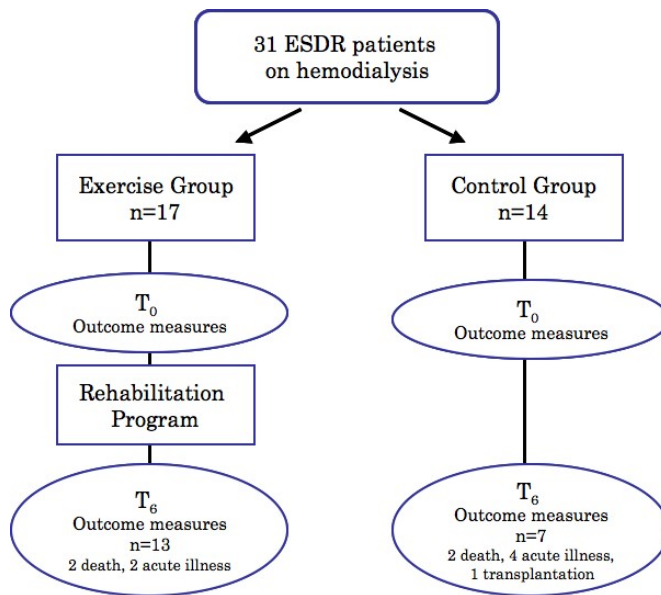 31 ESDR patients
on hemodialysis
Exercise Group
n=17
Control Group
n=14
T0
Outcome measures
T0
Outcome measures
Rehabilitation
Program
T6
Outcome measures
n=13
2 death, 2 acute illness
T6
Outcome measures
n=7
2 death, 4 acute illness,
1 transplantation